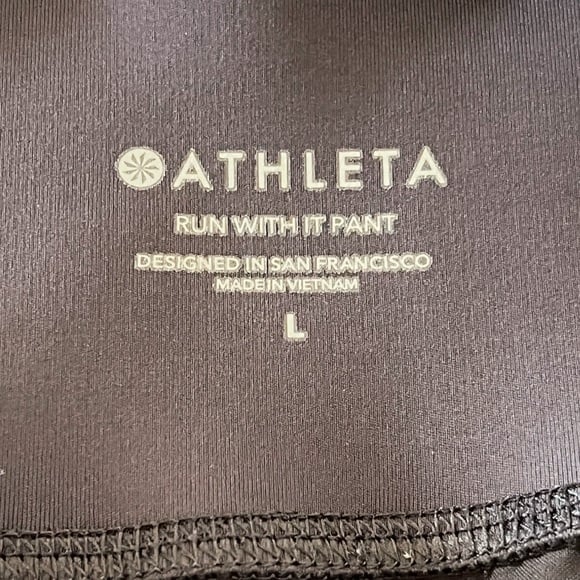 ATHLETA
RUN WITH IT PANT
DESIGNED IN SAN FRANCISCO
MADE IN VIETNAM
L